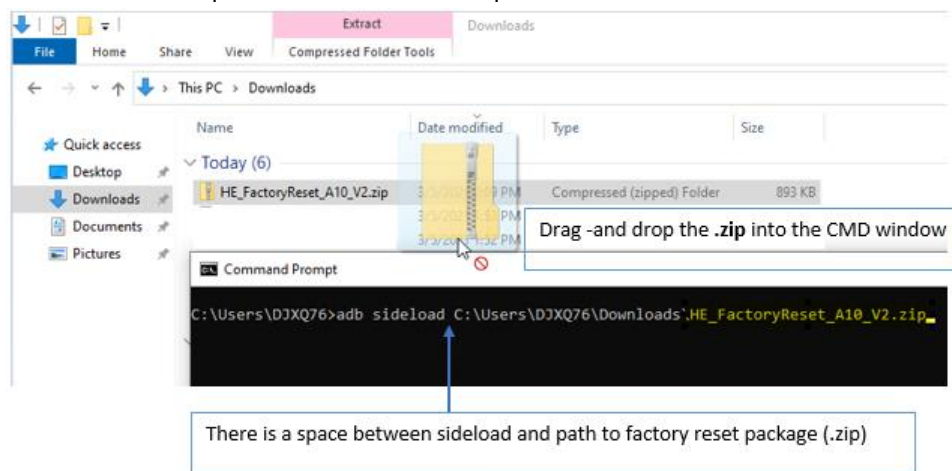 Extract
Downloads
File Home Share View Compressed Folder Tools
This PC > Downloads
Name Date modified Type Size
Quick access
Today (6)
Desktop
HE_FactoryReset_A10_V2.zip PM Compressed (zipped) Folder 893 KB
Downloads
PM
Documents
PM
Drag -and drop the .zip into the CMD window
Pictures
Command Prompt
C:\Users\DJXQ76>adb sideload C:\Users\DJXQ76\Downloads\HE_FactoryReset_A10_V2.zip
There is a space between sideload and path to factory reset package (.zip)